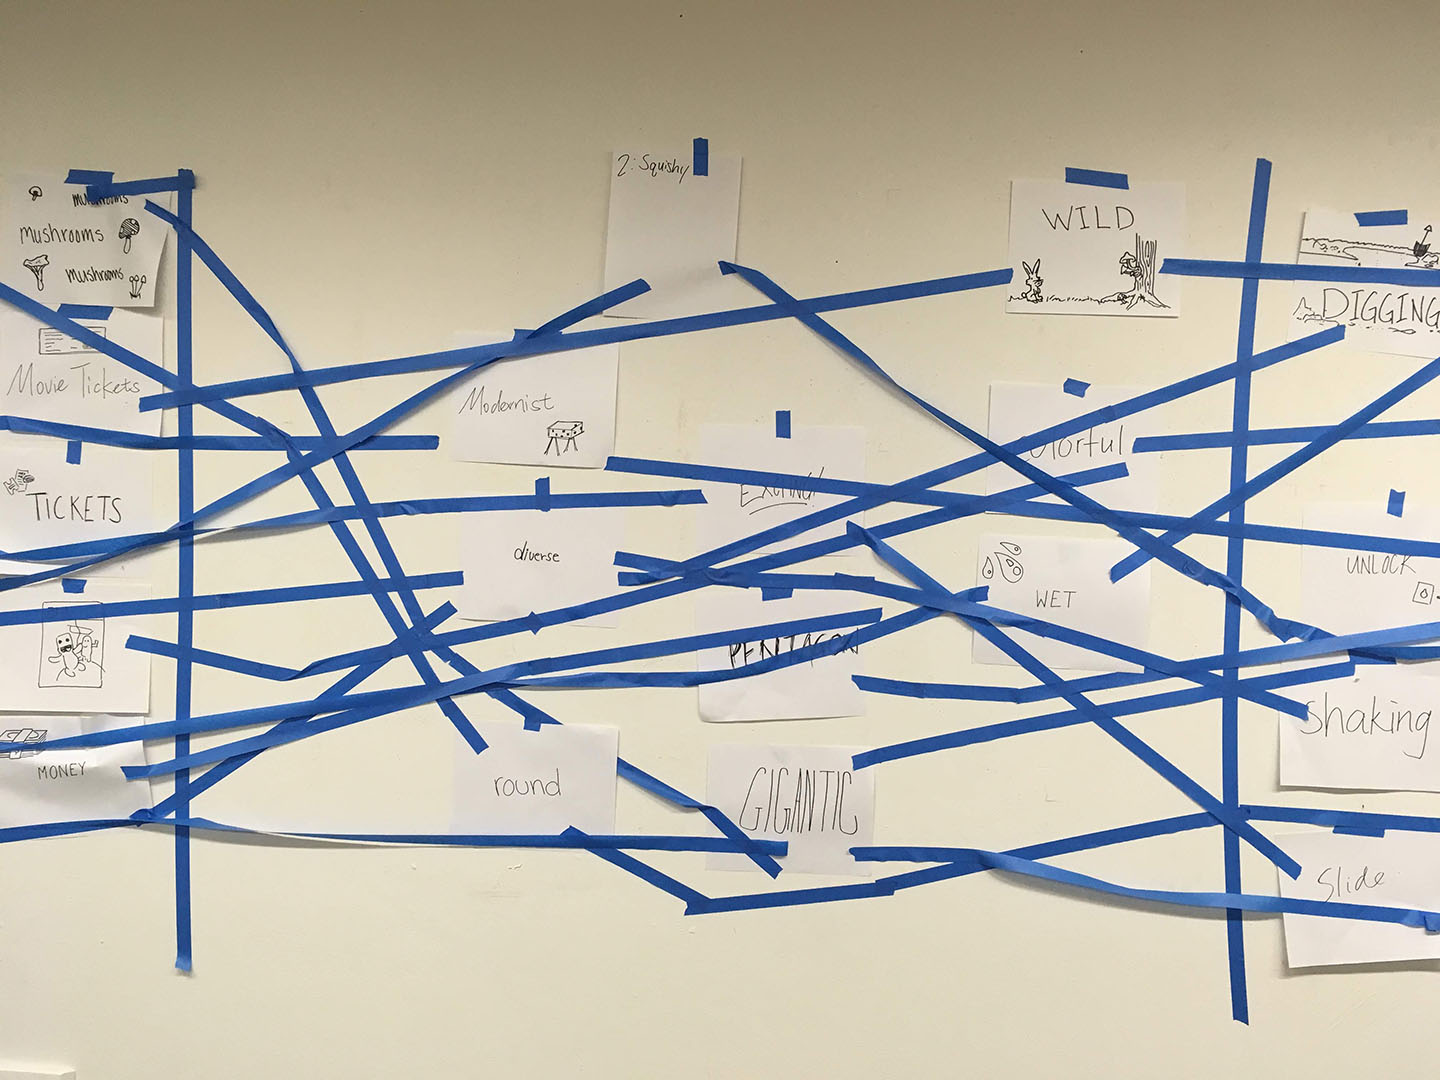 mushrooms
mushrooms
mushrooms
Movie Tickets
TICKETS
MONEY
2: Squishy
Modernist
EXCITING!
diverse
PENTAGON
round
GIGANTIC
WILD
olorful
WET
DIGGING
UNLOCK
Shaking
Slide